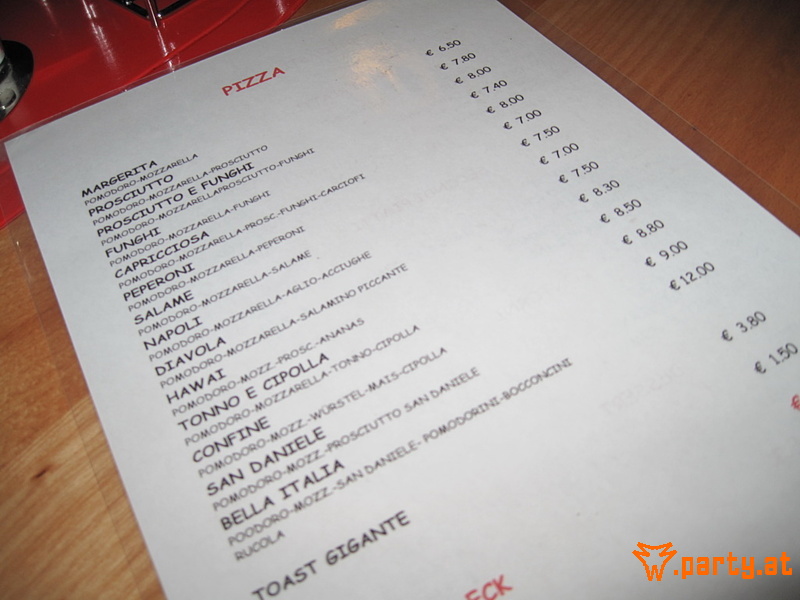 PIZZA
MARGERITA € 6.50
POMODORO-MOZZARELLA
PROSCIUTTO € 7.80
POMODORO-MOZZARELLA-PROSCIUTTO
PROSCIUTTO E FUNGHI € 8.00
POMODORO-MOZZARELLAPROSCIUTTO-FUNGHI
FUNGHI € 7.40
POMODORO-MOZZARELLA-FUNGHI
CAPRICCIOSA € 8.00
POMODORO-MOZZARELLA-PROSC-FUNGHI-CARCIOFI
PEPERONI € 7.00
POMODORO-MOZZARELLA-PEPERONI
SALAME € 7.50
POMODORO-MOZZARELLA-SALAME
NAPOLI € 7.00
POMODORO-MOZZARELLA-AGLIO-ACCIUGHE
DIAVOLA € 7.50
POMODORO-MOZZARELLA-SALAMINO PICCANTE
HAWAI € 8.30
POMODORO-MOZZ.-PROSC.-ANANAS
TONNO E CIPOLLA € 8.50
POMODORO-MOZZARELLA-TONNO-CIPOLLA
CONFINE € 8.80
POMODORO-MOZZ.-WÜRSTEL-MAIS-CIPOLLA
SAN DANIELE € 9.00
POMODORO-MOZZ.-PROSCIUTTO SAN DANIELE
BELLA ITALIA € 12.00
POODORO-MOZZ.-SAN DANIELE- POMODORINI-BOCCONCINI
RUCOLA
TOAST GIGANTE € 3.80
€ 1.50
ECK €
W.party.at